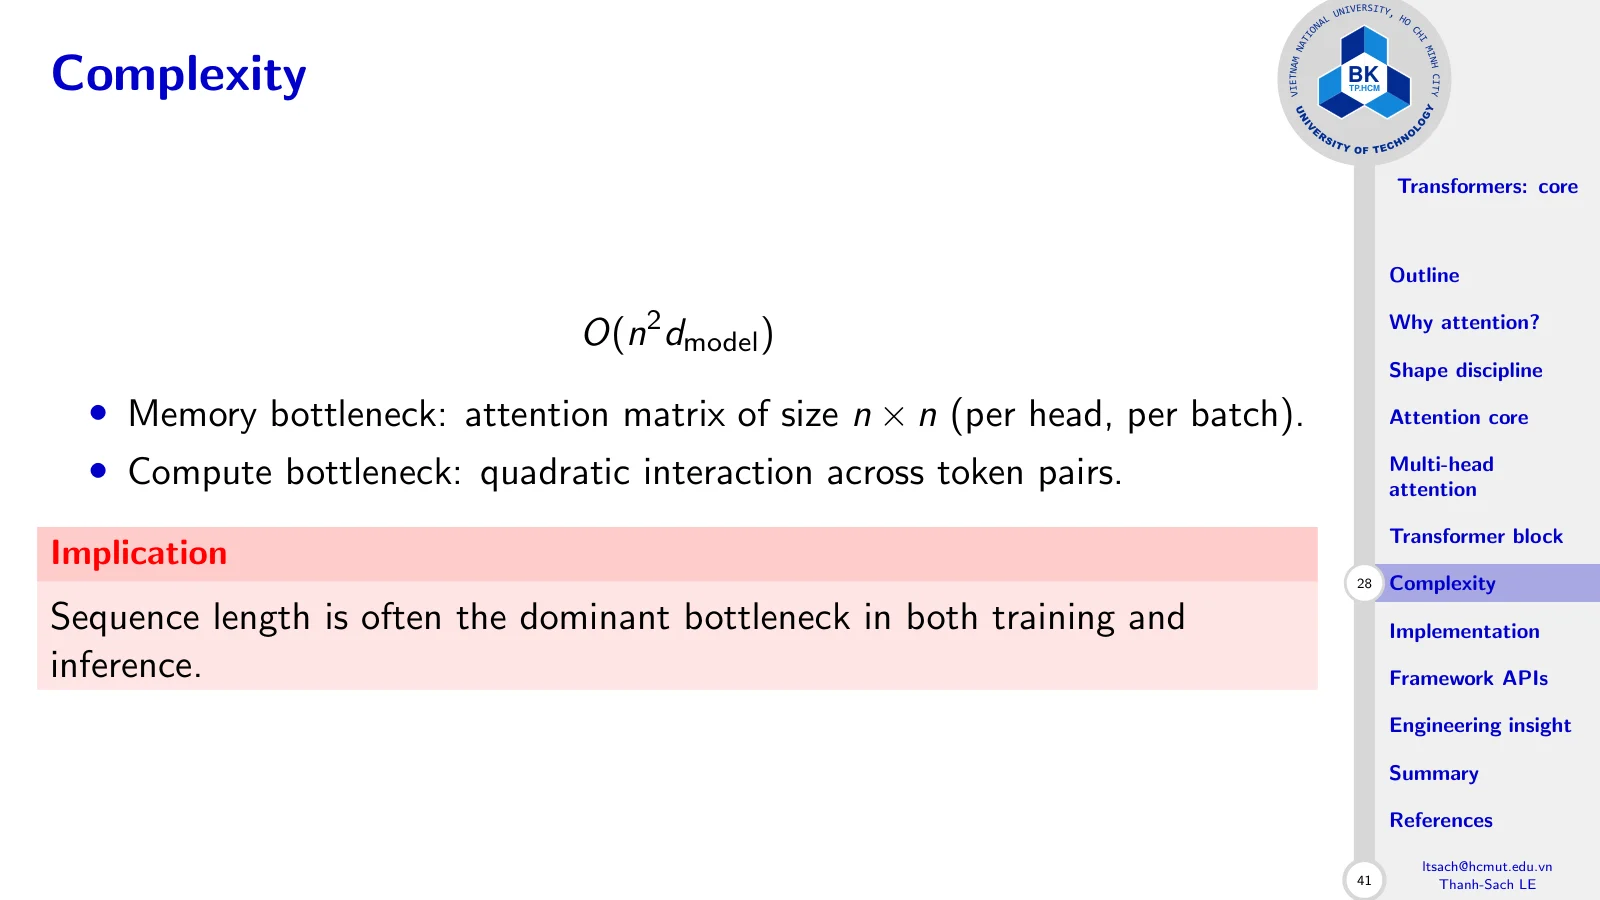 Complexity
O(n²d_model)
• Memory bottleneck: attention matrix of size n × n (per head, per batch).
• Compute bottleneck: quadratic interaction across token pairs.
Implication
Sequence length is often the dominant bottleneck in both training and
inference.
VIETNAM NATIONAL UNIVERSITY, HO CHI MINH CITY
BK
TP.HCM
UNIVERSITY OF TECHNOLOGY
Transformers: core
Outline
Why attention?
Shape discipline
Attention core
Multi-head
attention
Transformer block
28 Complexity
Implementation
Framework APIs
Engineering insight
Summary
References
ltsach@hcmut.edu.vn
41 Thanh-Sach LE